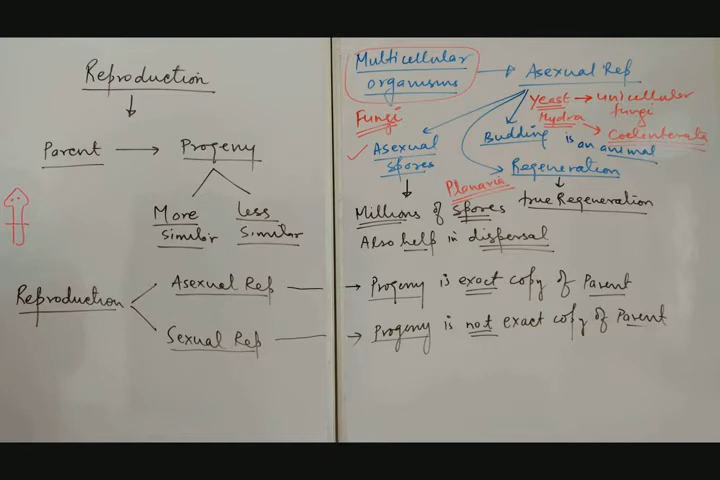 Reproduction
Parent → Progeny
More Similar
less Similar
Reproduction
Asexual Rep → Progeny is exact copy of Parent
Sexual Rep → Progeny is not exact copy of Parent
Multicellular organisms → Asexual Rep
Yeast → unicellular fungi
Hydra → Coelenterate
Fungi
Budding is an animal
✓ Asexual Spores
Regeneration
Planaria
true Regeneration
Millions of spores
Also help in dispersal